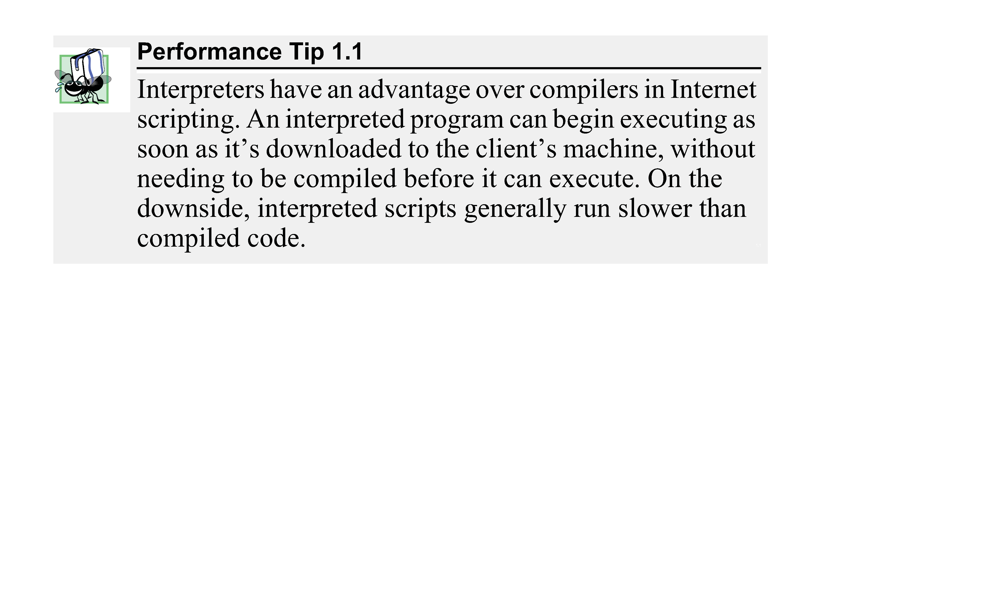 Performance Tip 1.1
Interpreters have an advantage over compilers in Internet
scripting. An interpreted program can begin executing as
soon as it’s downloaded to the client’s machine, without
needing to be compiled before it can execute. On the
downside, interpreted scripts generally run slower than
compiled code.